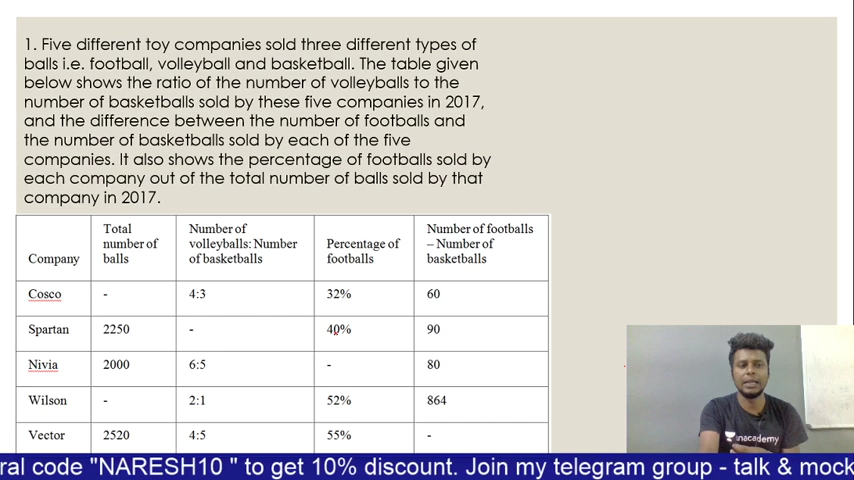 1. Five different toy companies sold three different types of
balls i.e. football, volleyball and basketball. The table given
below shows the ratio of the number of volleyballs to the
number of basketballs sold by these five companies in 2017,
and the difference between the number of footballs and
the number of basketballs sold by each of the five
companies. It also shows the percentage of footballs sold by
each company out of the total number of balls sold by that
company in 2017.
Company Total number of balls Number of volleyballs: Number of basketballs Percentage of footballs Number of footballs – Number of basketballs
Cosco - 4:3 32% 60
Spartan 2250 - 40% 90
Nivia 2000 6:5 - 80
Wilson - 2:1 52% 864
Vector 2520 4:5 55% -
unacademy
ral code "NARESH10 " to get 10% discount. Join my telegram group - talk & mock